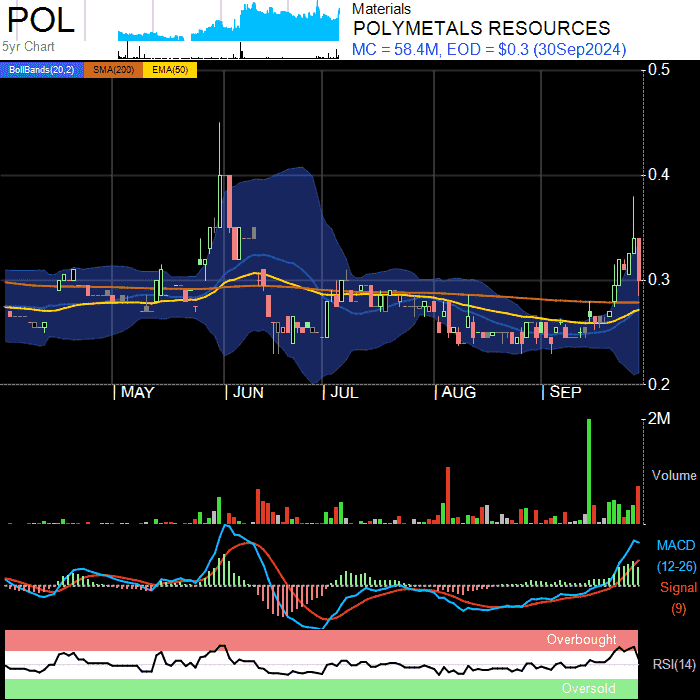 POL
5yr Chart
Materials
POLYMETALS RESOURCES
MC = 58.4M, EOD = $0.3 (30Sep2024)
BollBands(20,2) SMA(200) EMA(50)
0.5
0.4
0.3
0.2
MAY JUN JUL AUG SEP
2M
Volume
MACD
(12-26)
Signal
(9)
Overbought
RSI(14)
Oversold